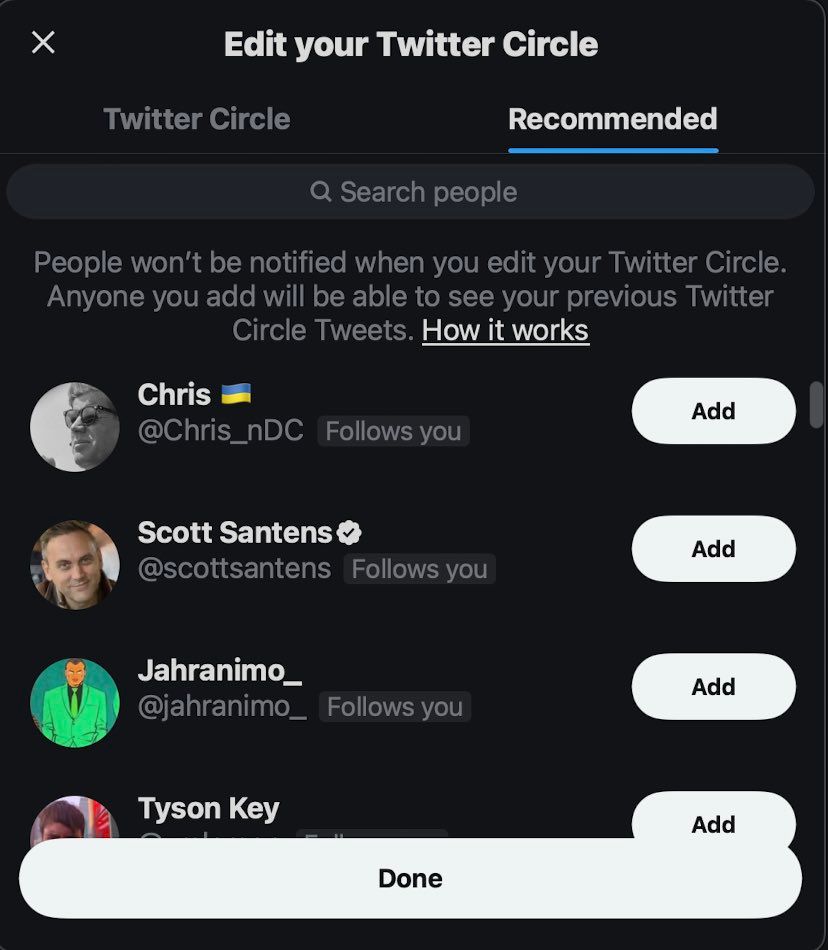 Edit your Twitter Circle
Twitter Circle
Recommended
Search people
People won’t be notified when you edit your Twitter Circle.
Anyone you add will be able to see your previous Twitter
Circle Tweets. How it works
Chris 🇺🇦
@Chris_nDC Follows you
Add
Scott Santens
@scottsantens Follows you
Add
Jahranimo_
@jahranimo_ Follows you
Add
Tyson Key
Add
Done